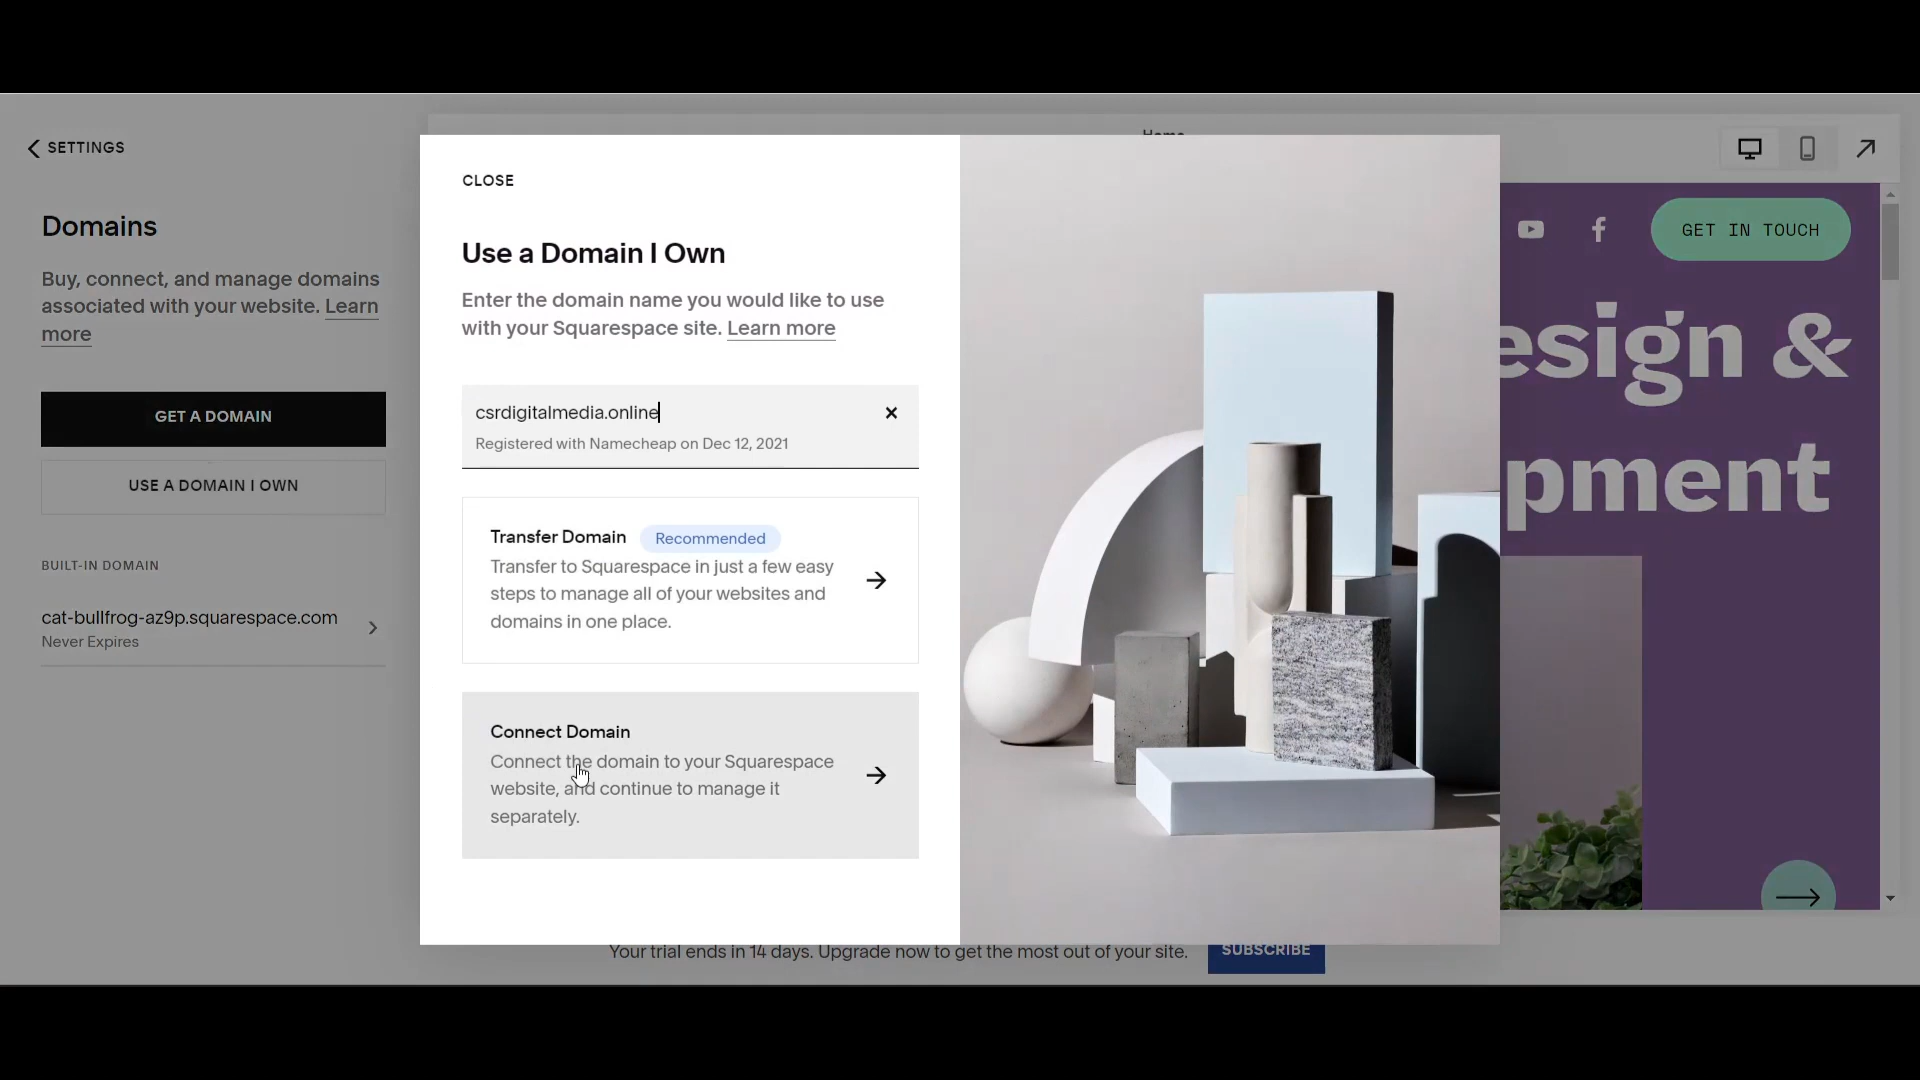 SETTINGS
Domains
Buy, connect, and manage domains
associated with your website. Learn
more
GET A DOMAIN
USE A DOMAIN I OWN
BUILT-IN DOMAIN
cat-bullfrog-az9p.squarespace.com
Never Expires
CLOSE
Use a Domain I Own
Enter the domain name you would like to use
with your Squarespace site. Learn more
csrdigitalmedia.online
Registered with Namecheap on Dec 12, 2021
Transfer Domain Recommended
Transfer to Squarespace in just a few easy
steps to manage all of your websites and
domains in one place.
Connect Domain
Connect the domain to your Squarespace
website, and continue to manage it
separately.
Home
GET IN TOUCH
esign &
pment
Your trial ends in 14 days. Upgrade now to get the most out of your site.
SUBSCRIBE